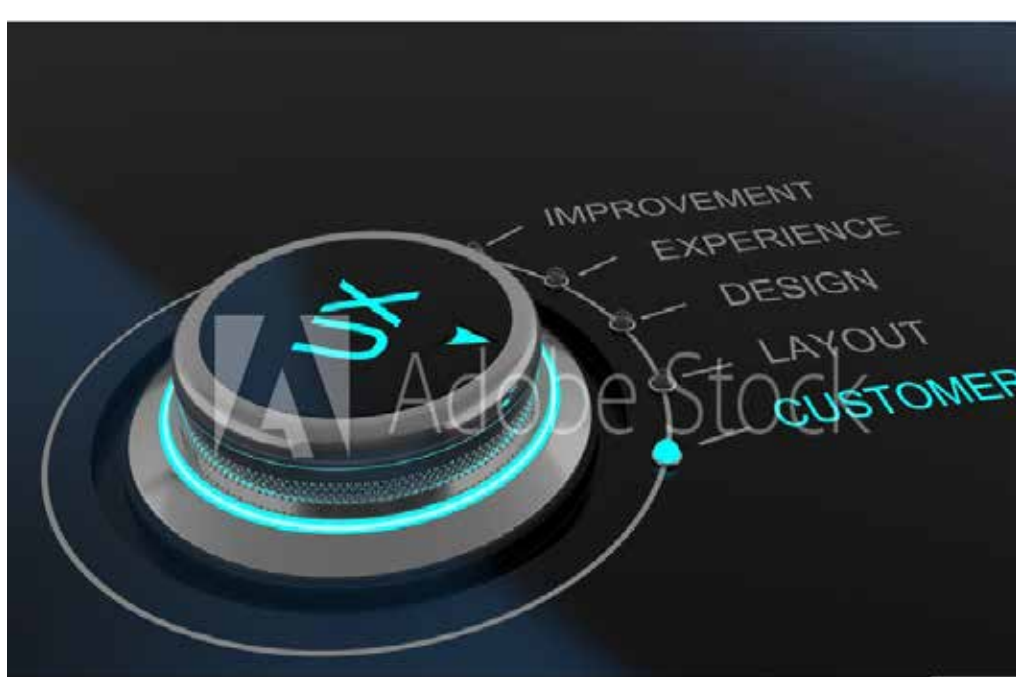 IMPROVEMENT
EXPERIENCE
DESIGN
LAYOUT
CUSTOMER
UX
Adobe Stock